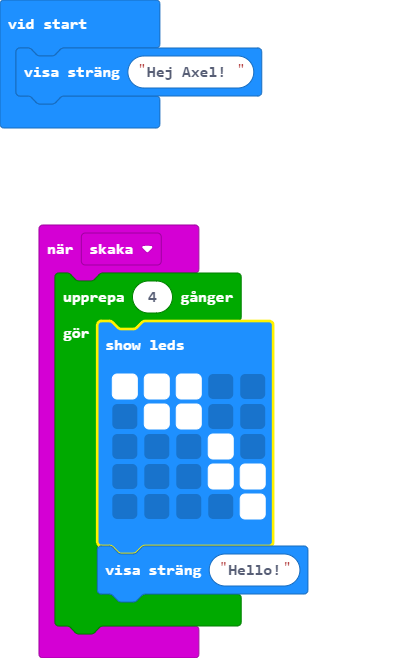 vid start
visa sträng "Hej Axel! "
när skaka
upprepa 4 gånger
gör
show leds
visa sträng "Hello!"